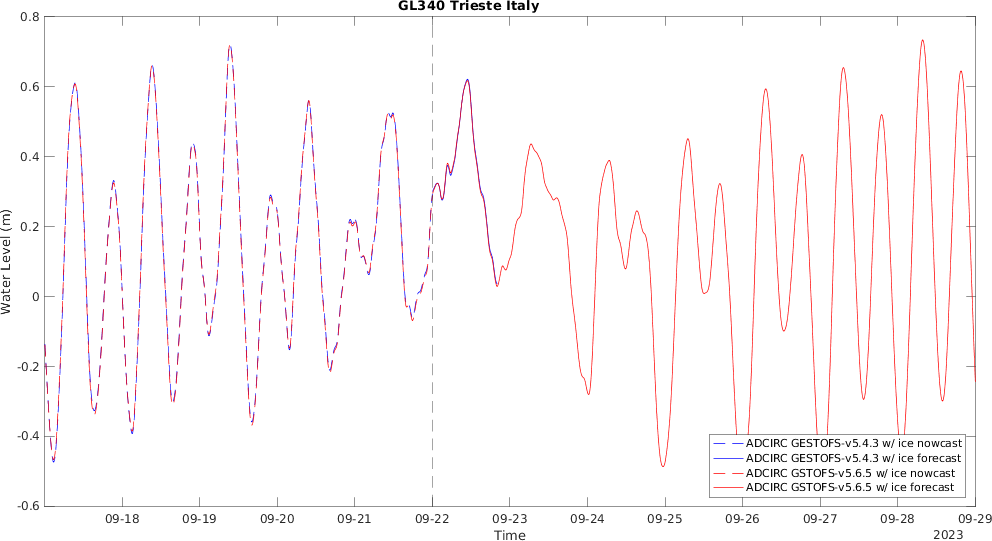 GL340 Trieste Italy
Water Level (m)
0.8
0.6
0.4
0.2
0
-0.2
-0.4
-0.6
ADCIRC GESTOFS-v5.4.3 w/ ice nowcast
ADCIRC GESTOFS-v5.4.3 w/ ice forecast
ADCIRC GSTOFS-v5.6.5 w/ ice nowcast
ADCIRC GSTOFS-v5.6.5 w/ ice forecast
09-18 09-19 09-20 09-21 09-22 09-23 09-24 09-25 09-26 09-27 09-28 09-29
Time
2023